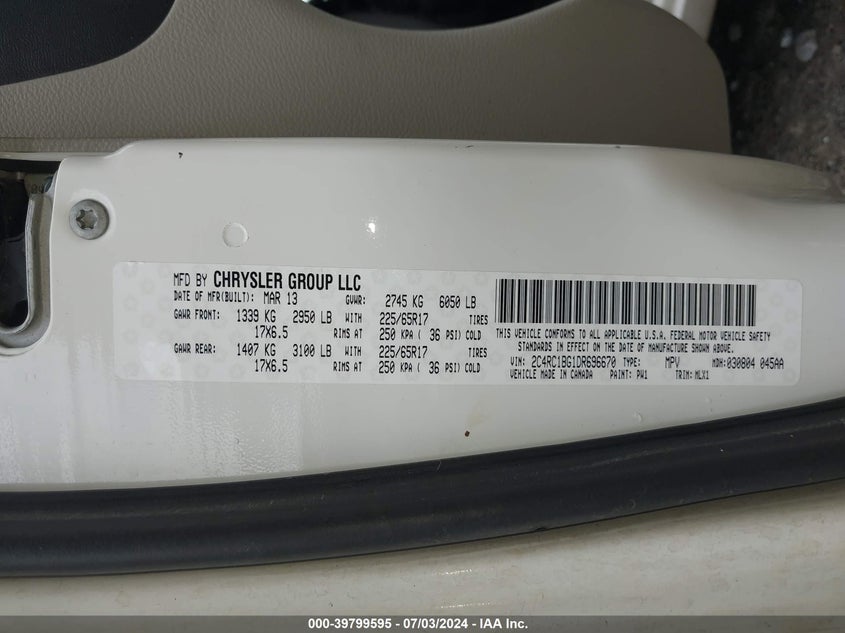 MFD BY CHRYSLER GROUP LLC
DATE OF MFR(BUILT): MAR 13 GVWR: 2745 KG 6050 LB
GAWR FRONT: 1339 KG 2950 LB WITH 225/65R17 TIRES
17X6.5 RIMS AT 250 KPA ( 36 PSI) COLD
GAWR REAR: 1407 KG 3100 LB WITH 225/65R17 TIRES
17X6.5 RIMS AT 250 KPA ( 36 PSI) COLD
THIS VEHICLE CONFORMS TO ALL APPLICABLE U.S.A. FEDERAL MOTOR VEHICLE SAFETY
STANDARDS IN EFFECT ON THE DATE OF MANUFACTURE SHOWN ABOVE.
VIN: 2C4RC1BG1DR696670 TYPE: MPV MDH:030804 045AA
VEHICLE MADE IN CANADA PAINT: PW1 TRIM: MLX1
000-39799595 - 07/03/2024 - IAA Inc.